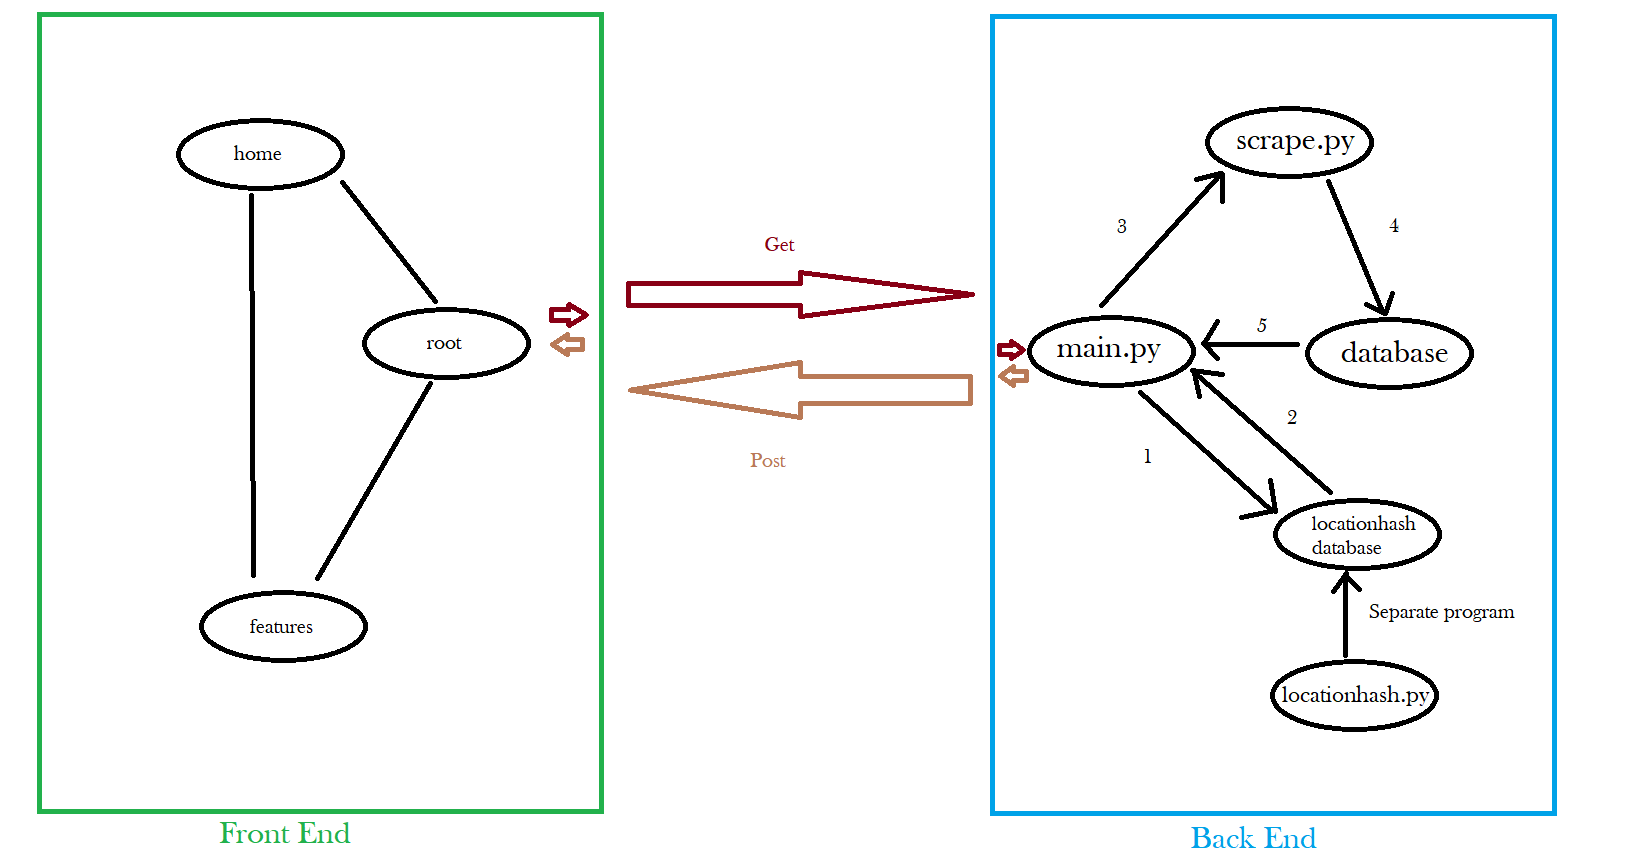 home
root
features
Front End
Get
Post
scrape.py
3
4
main.py
5
database
2
1
locationhash
database
Separate program
locationhash.py
Back End